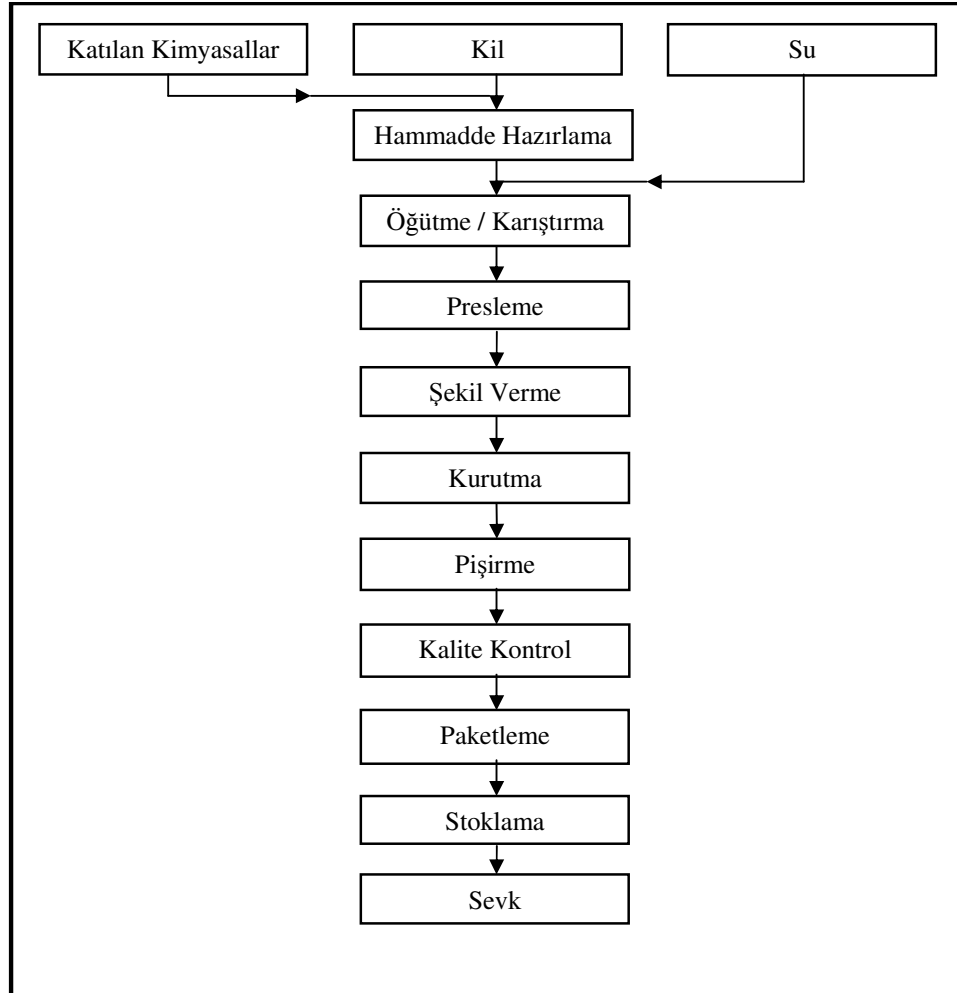 Katılan Kimyasallar
Kil
Su
Hammadde Hazırlama
Öğütme / Karıştırma
Presleme
Şekil Verme
Kurutma
Pişirme
Kalite Kontrol
Paketleme
Stoklama
Sevk